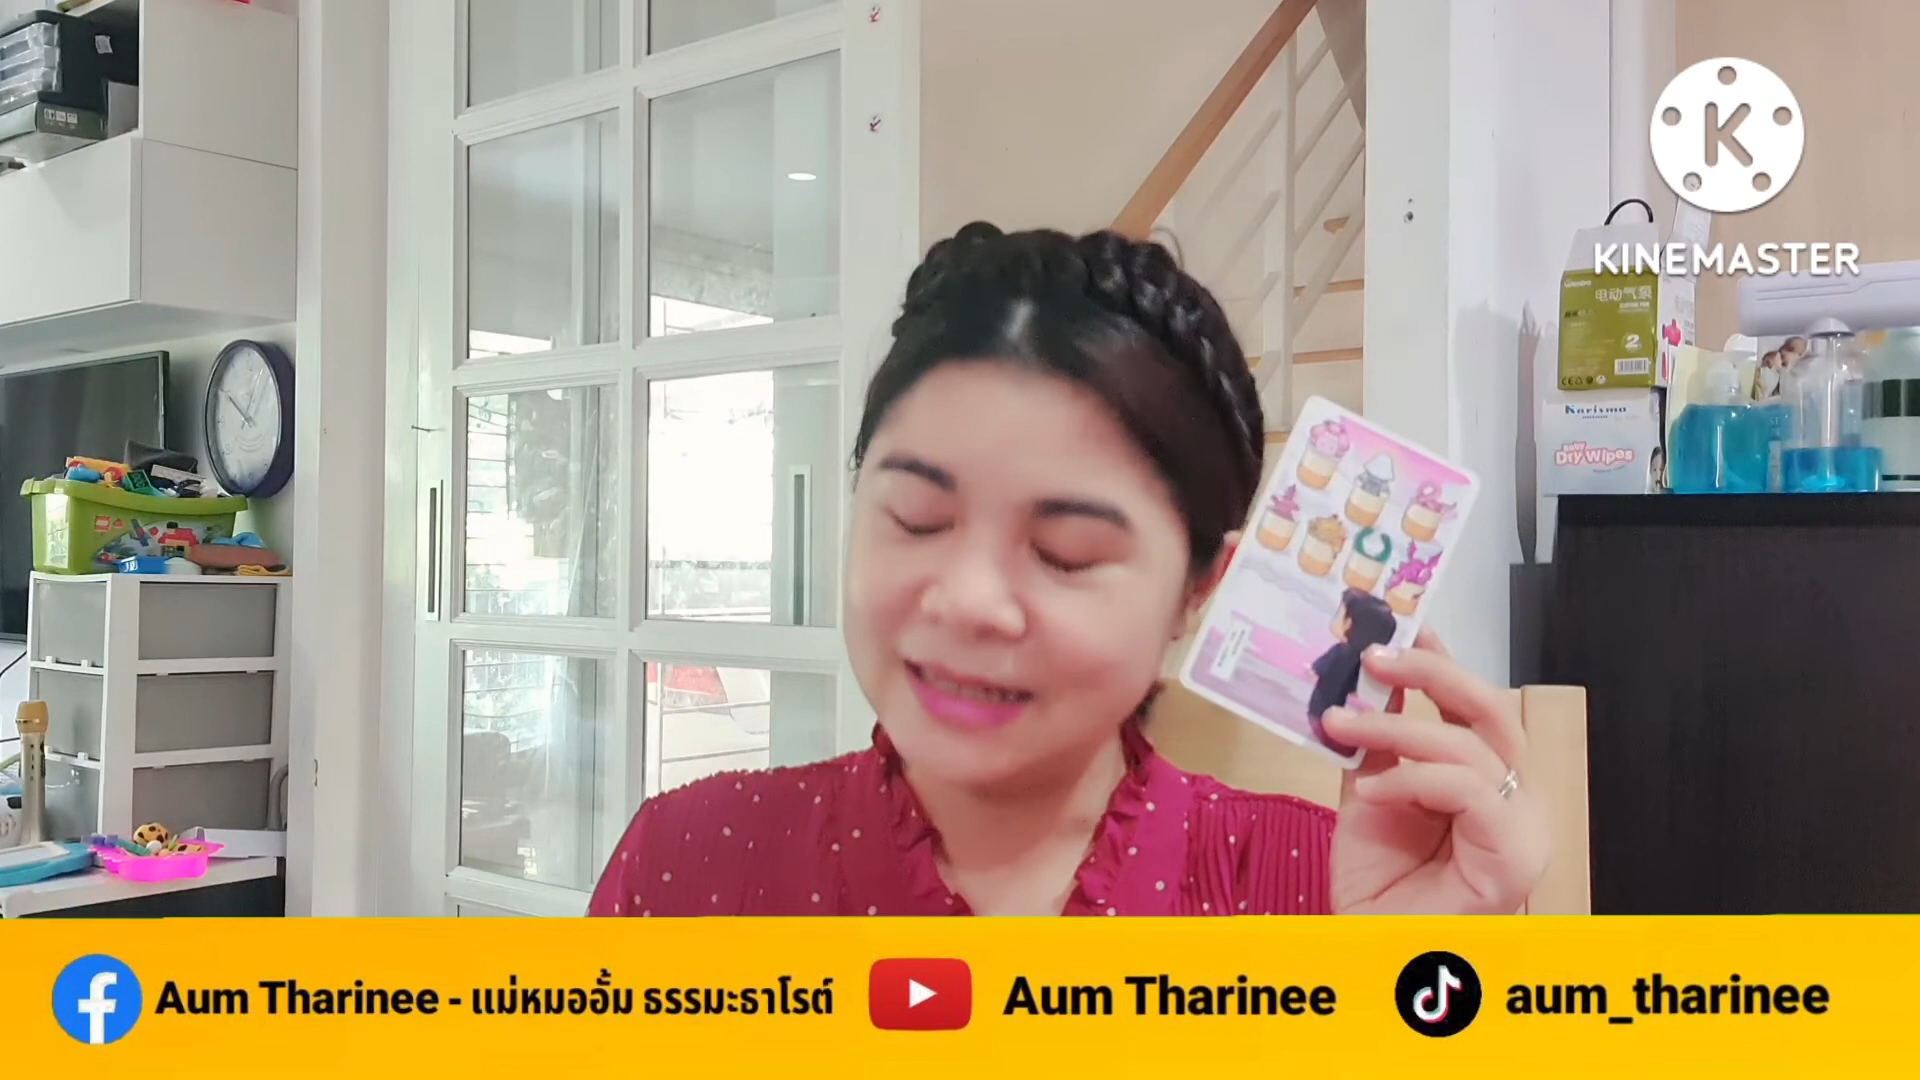 K
KINEMASTER
电动气泵
2
Karisma
Baby
Dry Wipes
Aum Tharinee - แม่หมออั้ม ธรรมะธาโรต์
Aum Tharinee
aum_tharinee